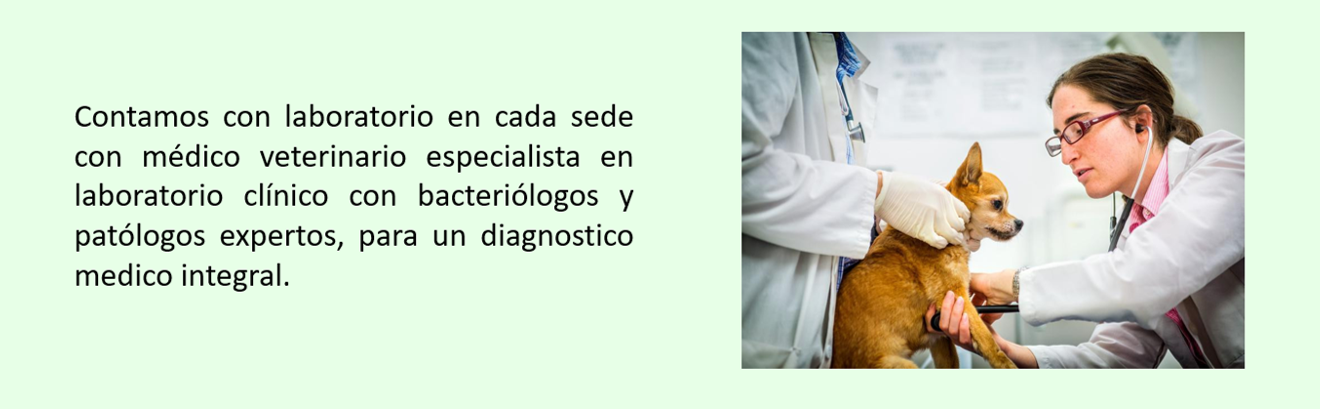 Contamos con laboratorio en cada sede
con médico veterinario especialista en
laboratorio clínico con bacteriólogos y
patólogos expertos, para un diagnostico
medico integral.